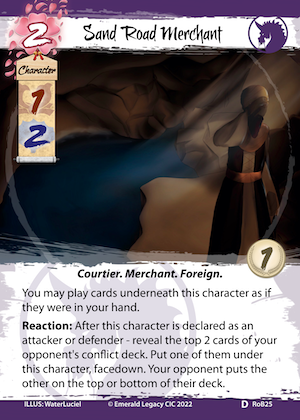 2
Sand Road Merchant
Character
1
2
1
Courtier. Merchant. Foreign.
You may play cards underneath this character as if
they were in your hand.
Reaction: After this character is declared as an
attacker or defender - reveal the top 2 cards of your
opponent's conflict deck. Put one of them under
this character, facedown. Your opponent puts
the other on the top or bottom of their deck.
ILLUS: WaterLuciel © Emerald Legacy CIC 2022 D RoB25